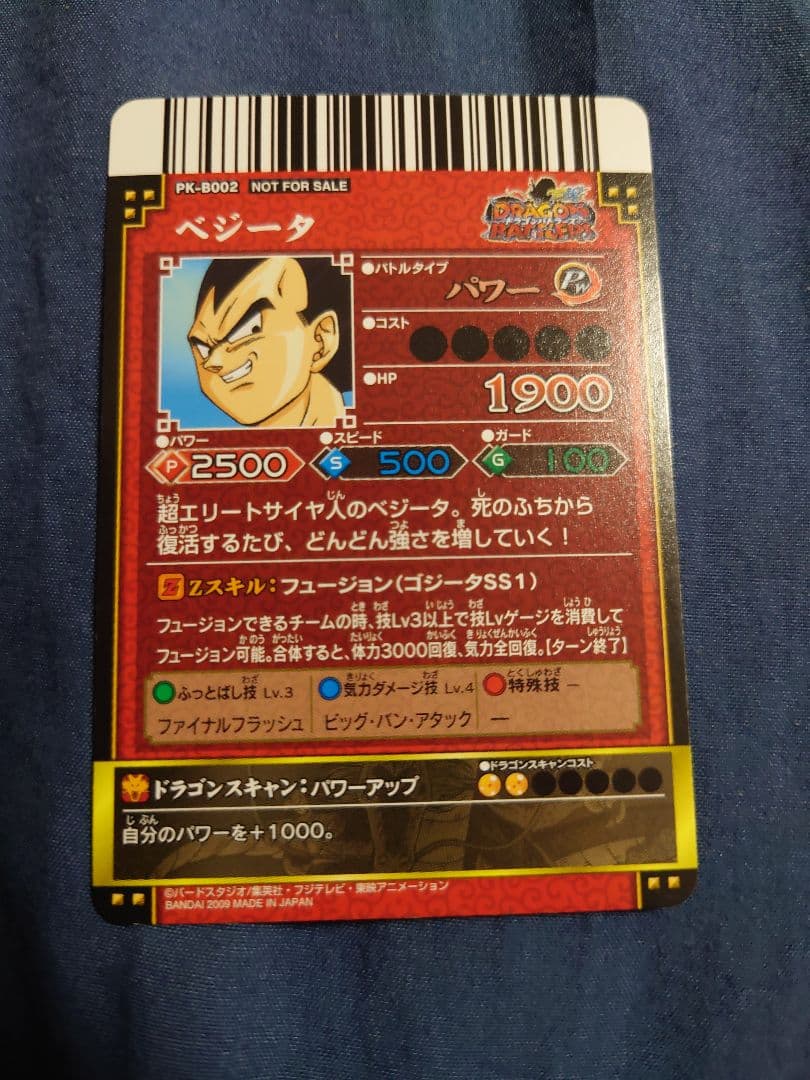 PK-B002 NOT FOR SALE
DRAGON
ドラゴンバトラーズ
BATTLERS
ベジータ
●バトルタイプ
パワー PW
●コスト
●HP
1900
●パワー ●スピード ●ガード
P 2500 S 500 G 100
超エリートサイヤ人のベジータ。死のふちから
復活するたび、どんどん強さを増していく！
Z Zスキル：フュージョン（ゴジータSS1）
フュージョンできるチームの時、技Lv3以上で技Lvゲージを消費して
フュージョン可能。合体すると、体力3000回復、気力全回復。【ターン終了】
ふっとばし技 Lv.3 気力ダメージ技 Lv.4 特殊技 ー
ファイナルフラッシュ ビッグ・バン・アタック ー
ドラゴンスキャン：パワーアップ ●ドラゴンスキャンコスト
自分のパワーを+1000。
©バードスタジオ/集英社・フジテレビ・東映アニメーション
BANDAI 2009 MADE IN JAPAN